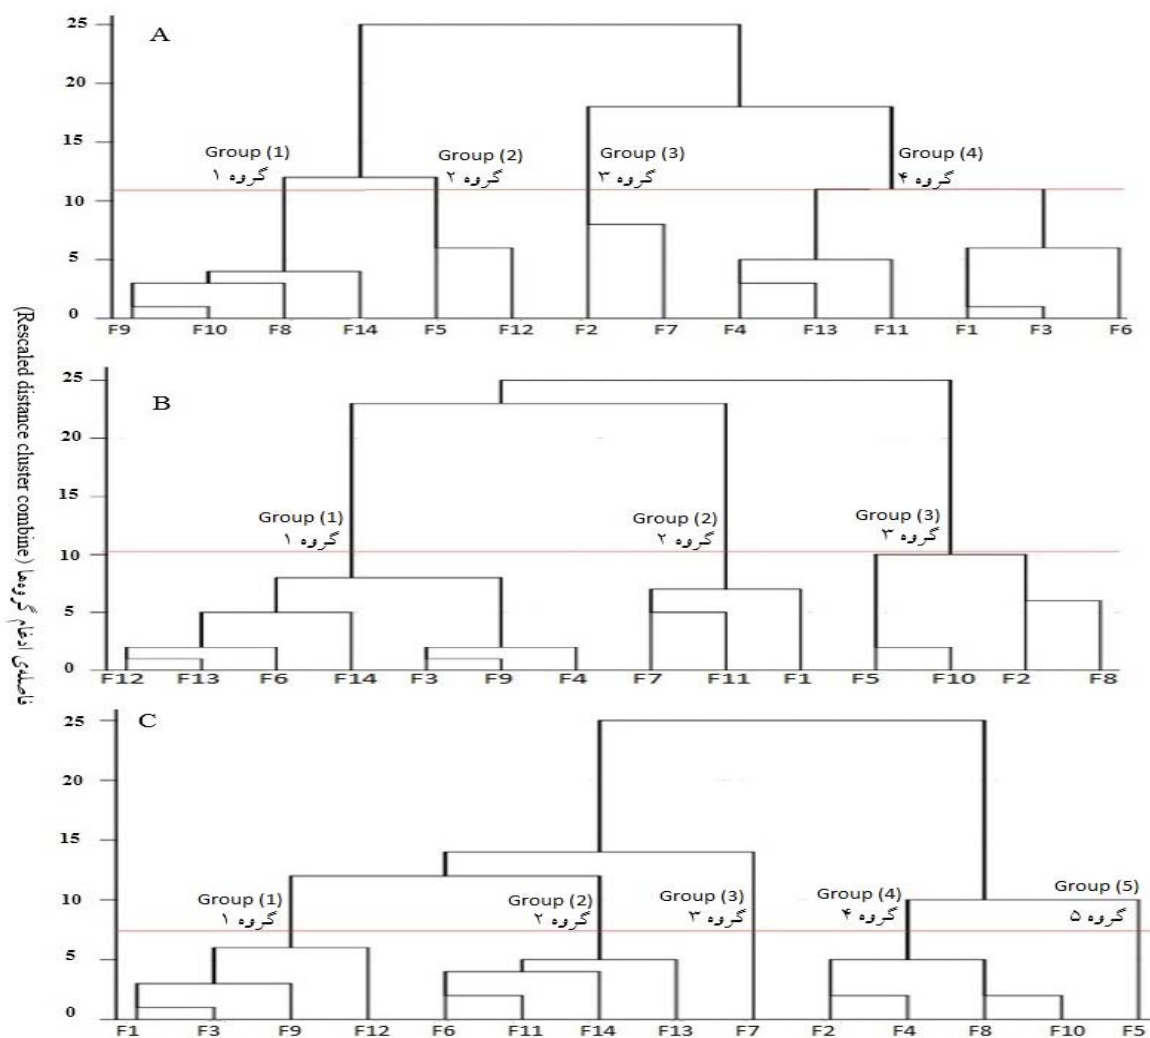 فاصله‌ی ادغام گروه‌ها (Rescaled distance cluster combine)
A
25
20
15
10
5
0
Group (1)
گروه ۱
Group (2)
گروه ۲
Group (3)
گروه ۳
Group (4)
گروه ۴
F9 F10 F8 F14 F5 F12 F2 F7 F4 F13 F11 F1 F3 F6
B
25
20
15
10
5
0
Group (1)
گروه ۱
Group (2)
گروه ۲
Group (3)
گروه ۳
F12 F13 F6 F14 F3 F9 F4 F7 F11 F1 F5 F10 F2 F8
C
25
20
15
10
5
0
Group (1)
گروه ۱
Group (2)
گروه ۲
Group (3)
گروه ۳
Group (4)
گروه ۴
Group (5)
گروه ۵
F1 F3 F9 F12 F6 F11 F14 F13 F7 F2 F4 F8 F10 F5